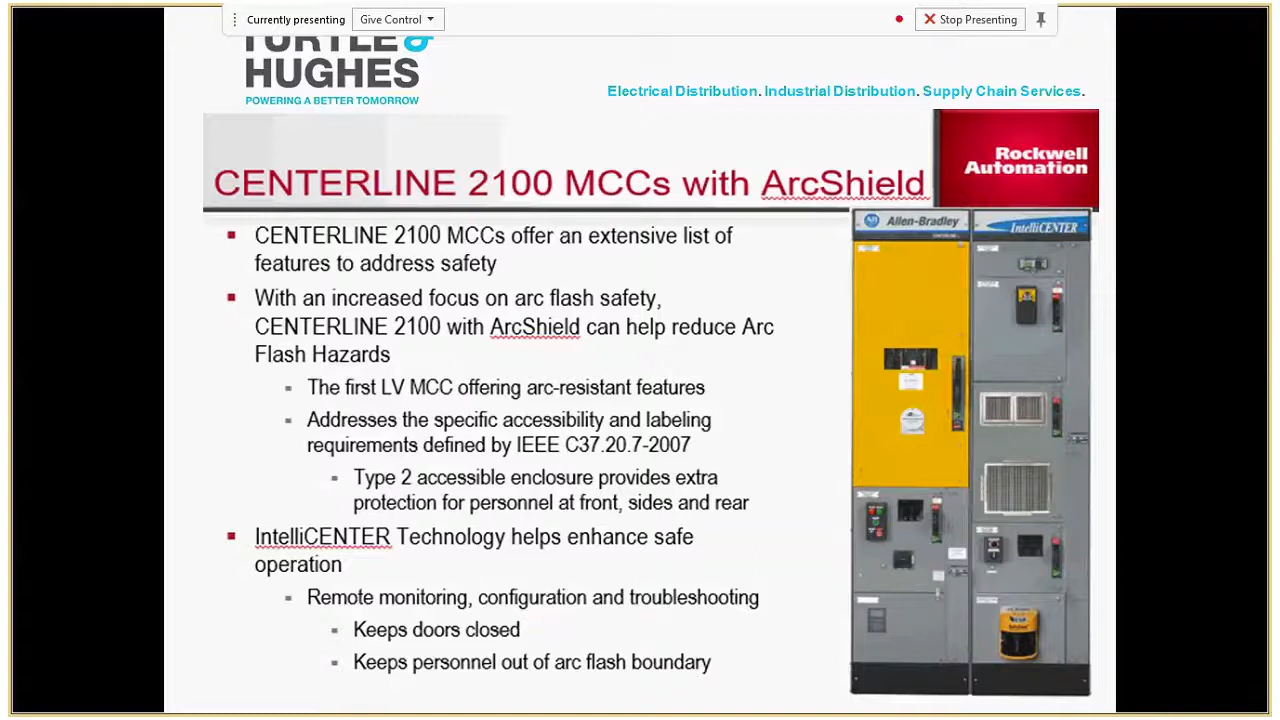 Currently presenting
Give Control
Stop Presenting
TURTLE &
HUGHES
POWERING A BETTER TOMORROW
Electrical Distribution. Industrial Distribution. Supply Chain Services.
CENTERLINE 2100 MCCs with ArcShield
Rockwell
Automation
CENTERLINE 2100 MCCs offer an extensive list of
features to address safety
With an increased focus on arc flash safety,
CENTERLINE 2100 with ArcShield can help reduce Arc
Flash Hazards
The first LV MCC offering arc-resistant features
Addresses the specific accessibility and labeling
requirements defined by IEEE C37.20.7-2007
Type 2 accessible enclosure provides extra
protection for personnel at front, sides and rear
IntelliCENTER Technology helps enhance safe
operation
Remote monitoring, configuration and troubleshooting
Keeps doors closed
Keeps personnel out of arc flash boundary
AB Allen-Bradley
IntelliCENTER